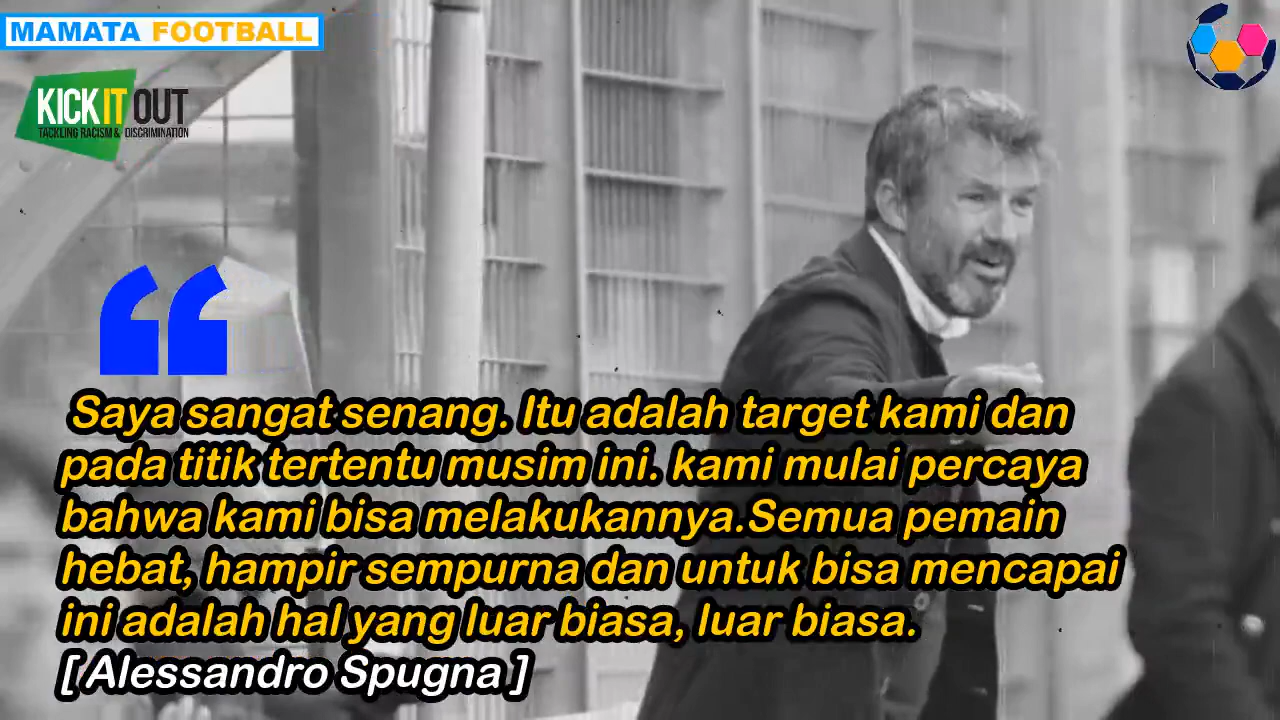 MAMATA FOOTBALL
KICK IT OUT
TACKLING RACISM & DISCRIMINATION
Saya sangat senang. Itu adalah target kami dan
pada titik tertentu musim ini. kami mulai percaya
bahwa kami bisa melakukannya.Semua pemain
hebat, hampir sempurna dan untuk bisa mencapai
ini adalah hal yang luar biasa, luar biasa.
[ Alessandro Spugna ]